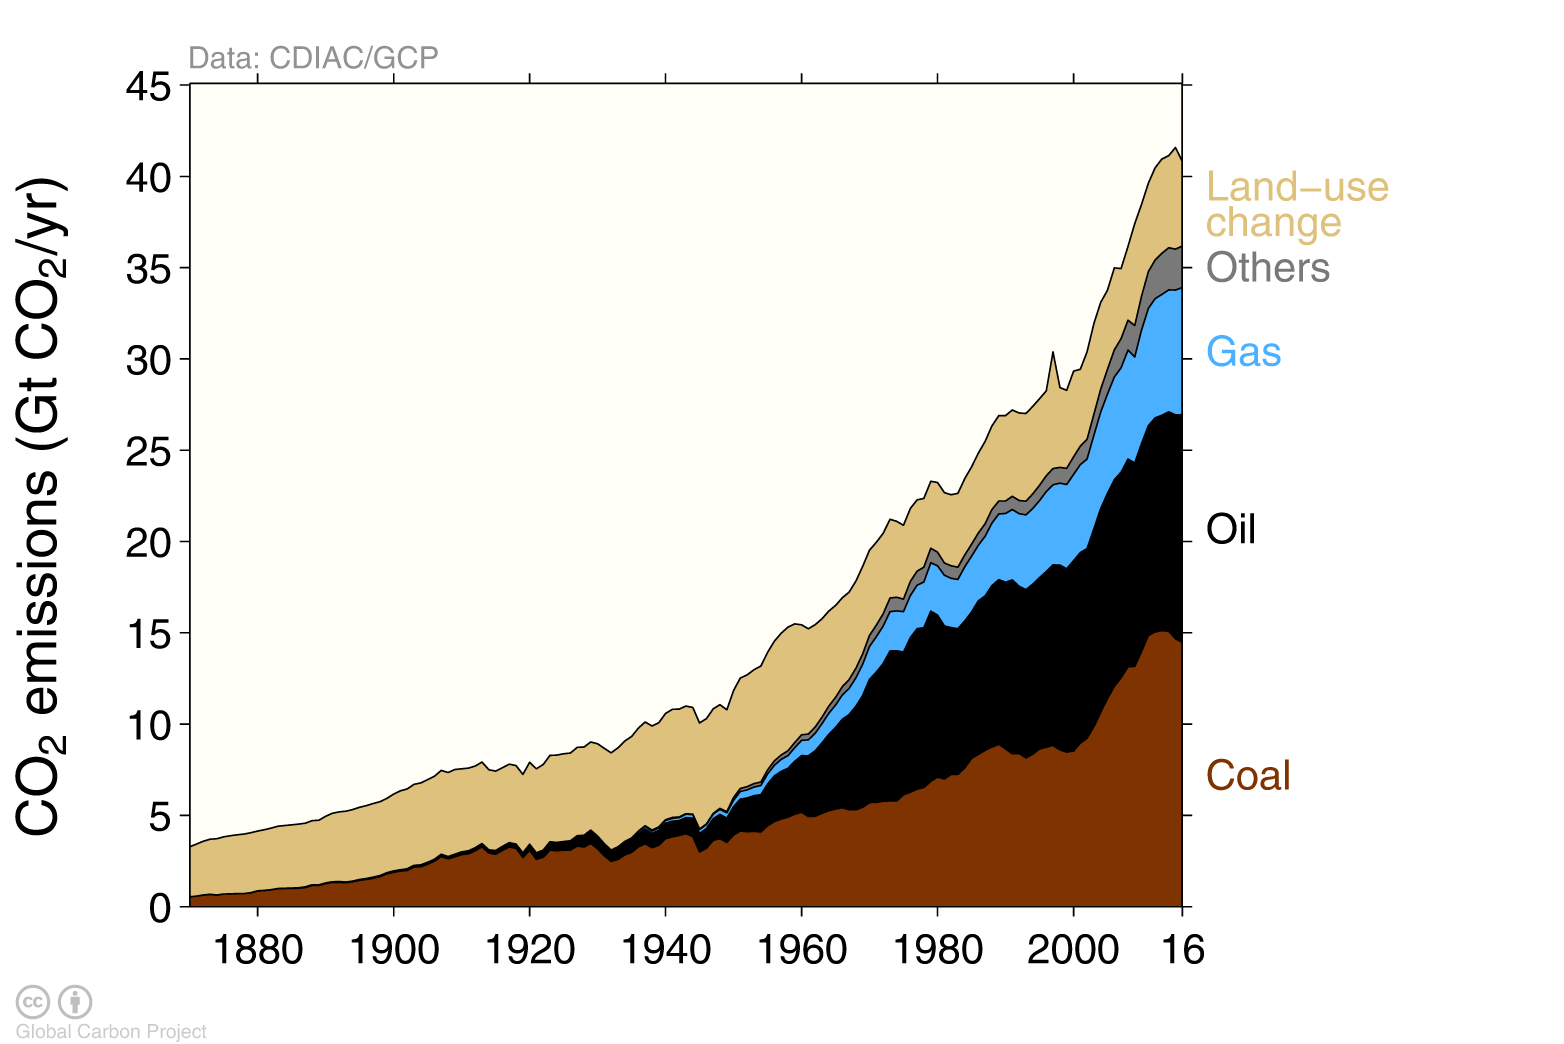 Data: CDIAC/GCP
CO₂ emissions (Gt CO₂/yr)
45
40
35
30
25
20
15
10
5
0
1880 1900 1920 1940 1960 1980 2000 16
Land–use
change
Others
Gas
Oil
Coal
cc
Global Carbon Project